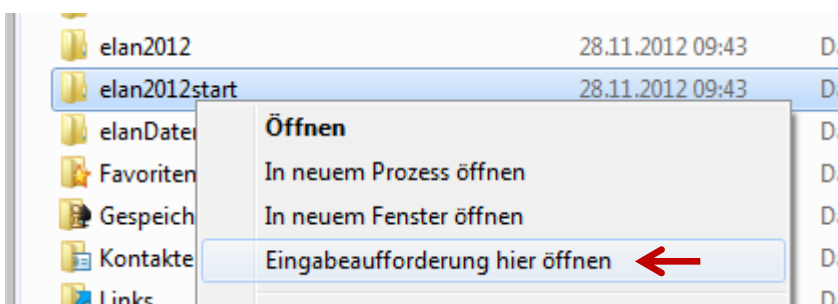 elan2012 28.11.2012 09:43
elan2012start 28.11.2012 09:43
Öffnen
In neuem Prozess öffnen
Favoriten
In neuem Fenster öffnen
Eingabeaufforderung hier öffnen
Kontakte
Links